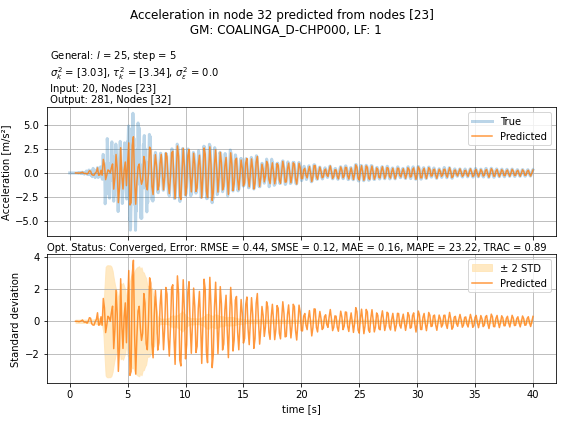 Acceleration in node 32 predicted from nodes [23]
GM: COALINGA_D-CHP000, LF: 1
General: l = 25, step = 5
σ²ₖ = [3.03], τ²ₖ = [3.34], σ²ε = 0.0
Input: 20, Nodes [23]
Output: 281, Nodes [32]
True
Predicted
Acceleration [m/s²]
5.0
2.5
0.0
−2.5
−5.0
Opt. Status: Converged, Error: RMSE = 0.44, SMSE = 0.12, MAE = 0.16, MAPE = 23.22, TRAC = 0.89
± 2 STD
Predicted
Standard deviation
4
2
0
−2
0 5 10 15 20 25 30 35 40
time [s]